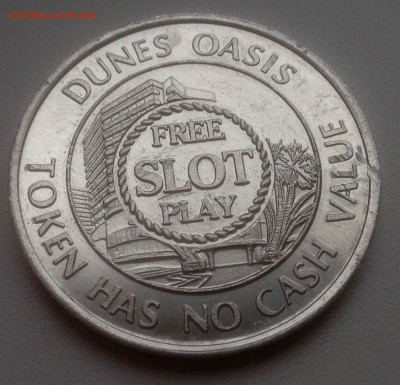 DUNES OASIS
FREE
SLOT
PLAY
TOKEN HAS NO CASH VALUE